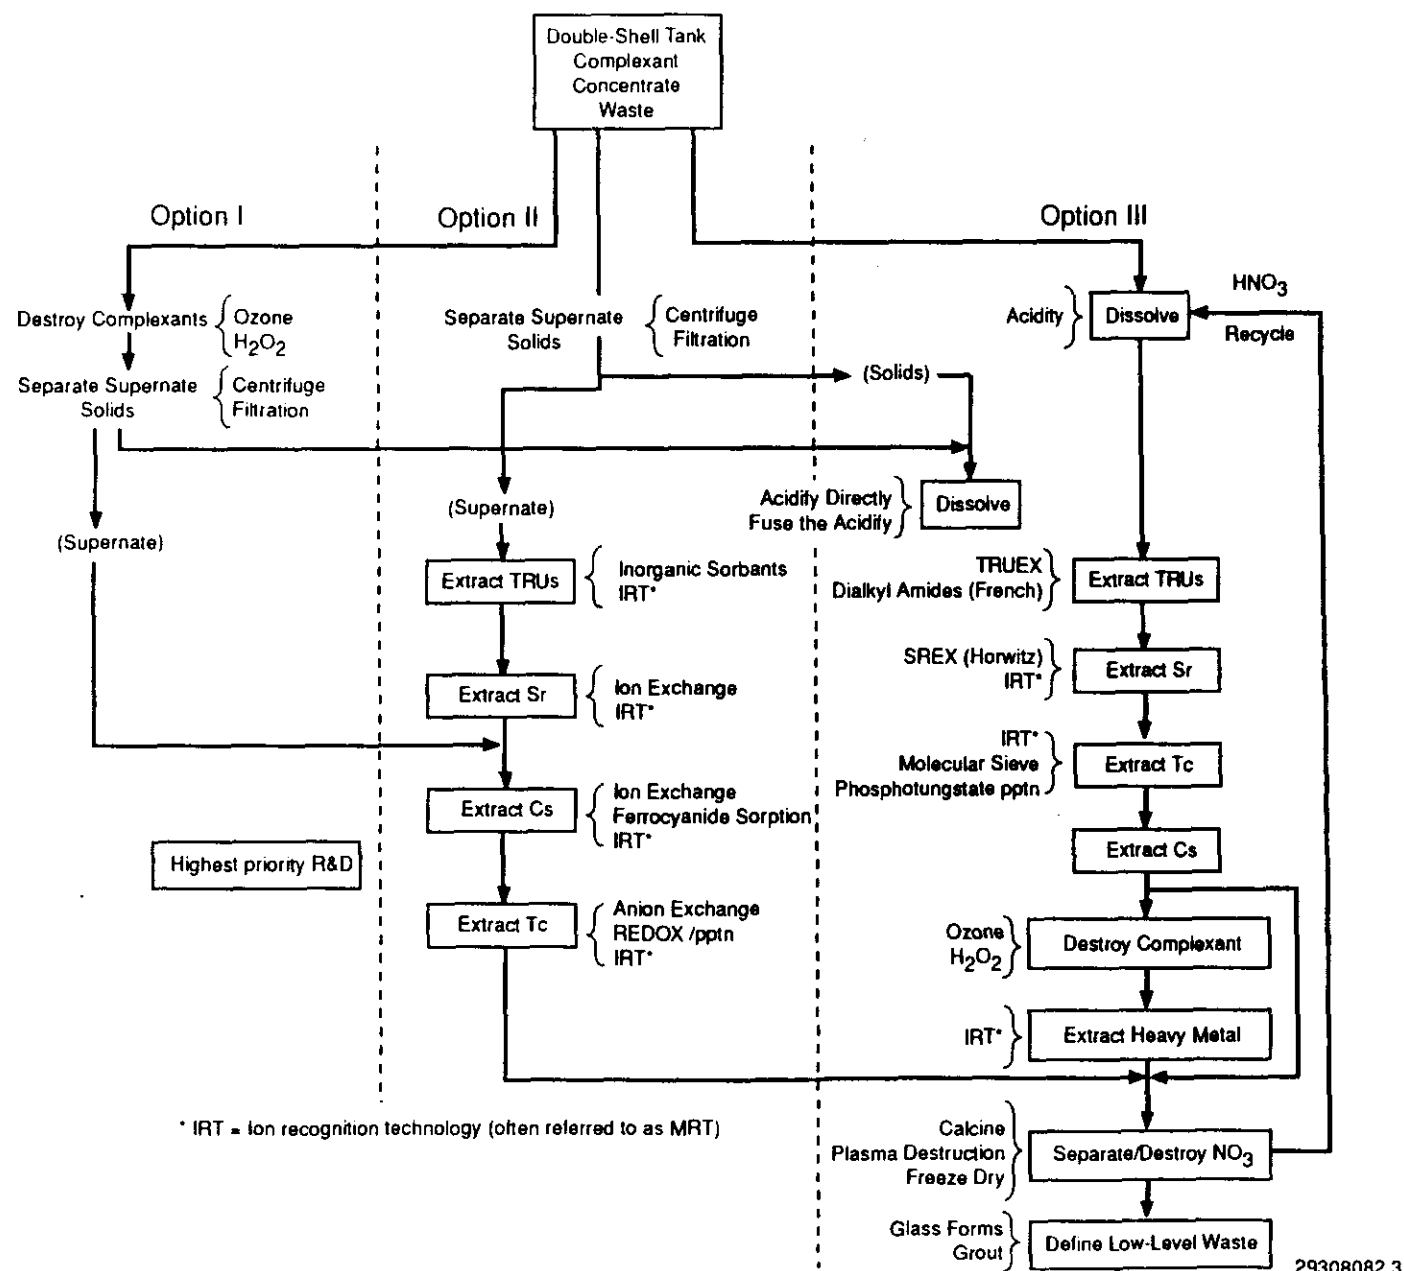 Double-Shell Tank
Complexant
Concentrate
Waste
Option I
Option II
Option III
Destroy Complexants
Ozone
H2O2
Separate Supernate
Solids
Centrifuge
Filtration
(Supernate)
Separate Supernate
Solids
Centrifuge
Filtration
(Solids)
Acidify Directly
Fuse the Acidify
Dissolve
(Supernate)
Extract TRUs
Inorganic Sorbants
IRT*
Extract Sr
Ion Exchange
IRT*
Extract Cs
Ion Exchange
Ferrocyanide Sorption
IRT*
Extract Tc
Anion Exchange
REDOX /pptn
IRT*
Highest priority R&D
Acidity
Dissolve
HNO3
Recycle
TRUEX
Dialkyl Amides (French)
Extract TRUs
SREX (Horwitz)
IRT*
Extract Sr
IRT*
Molecular Sieve
Phosphotungstate pptn
Extract Tc
Extract Cs
Ozone
H2O2
Destroy Complexant
IRT*
Extract Heavy Metal
Calcine
Plasma Destruction
Freeze Dry
Separate/Destroy NO3
Glass Forms
Grout
Define Low-Level Waste
* IRT = Ion recognition technology (often referred to as MRT)
29308082.3